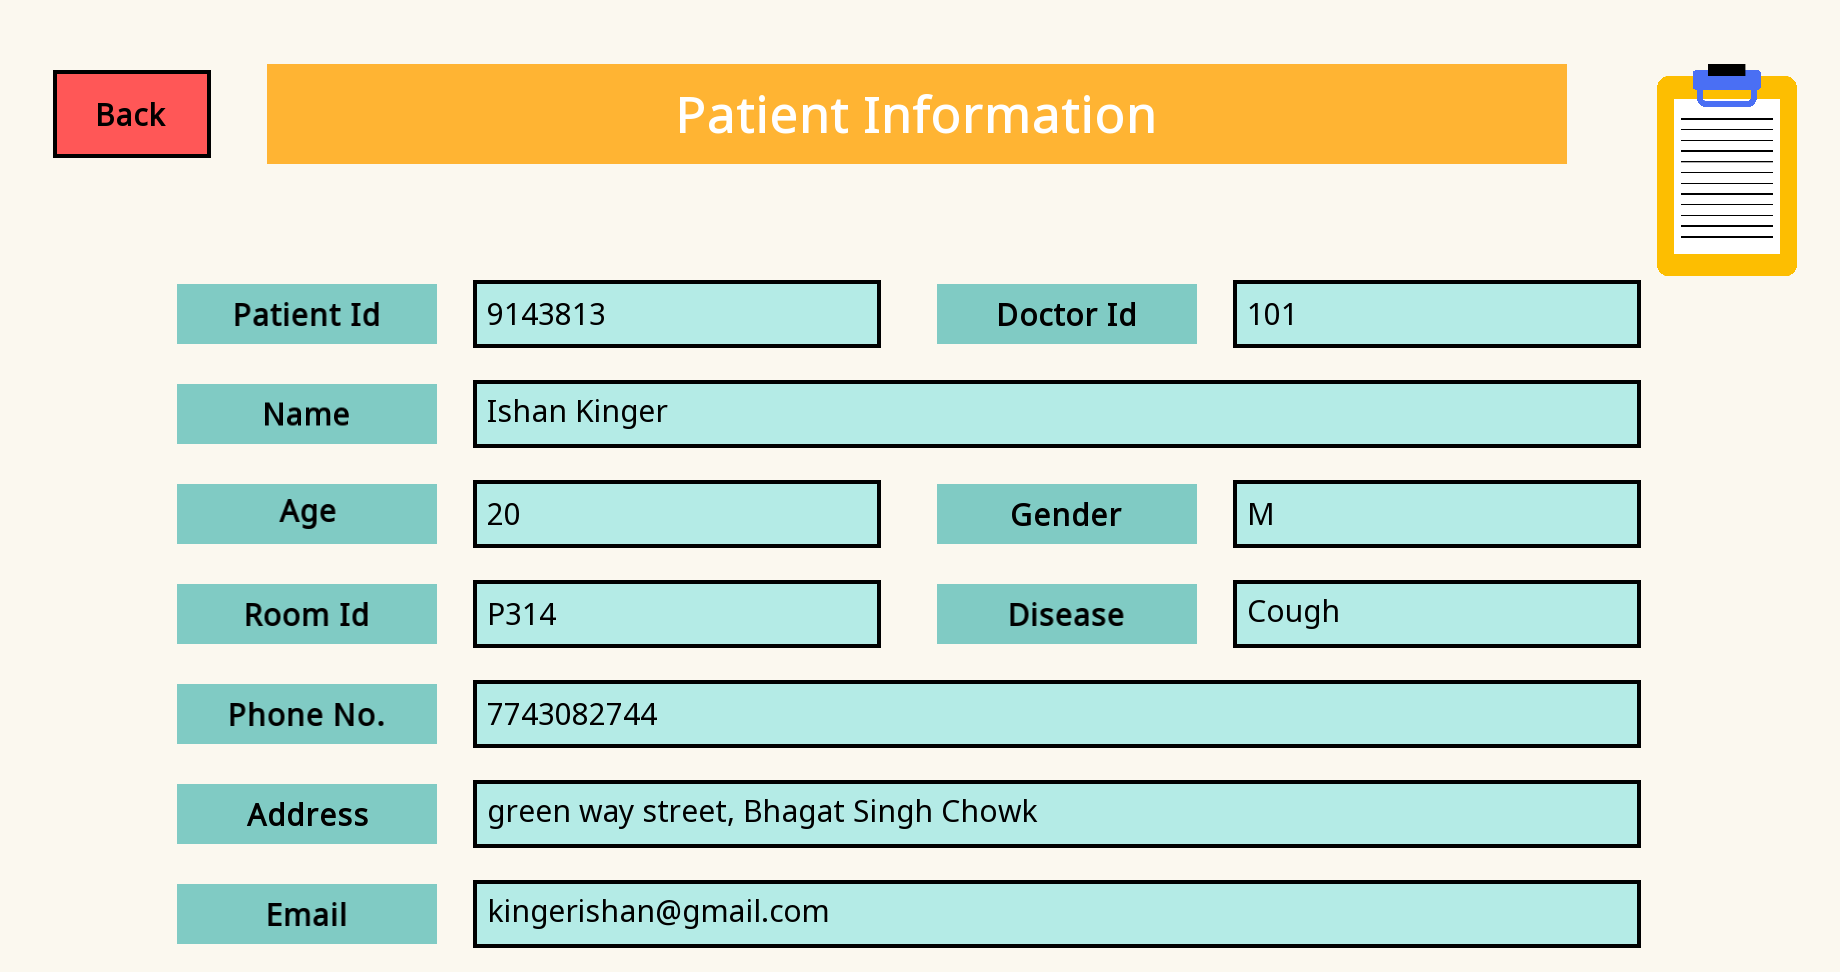 Back
Patient Information
Patient Id 9143813 Doctor Id 101
Name Ishan Kinger
Age 20 Gender M
Room Id P314 Disease Cough
Phone No. 7743082744
Address green way street, Bhagat Singh Chowk
Email kingerishan@gmail.com